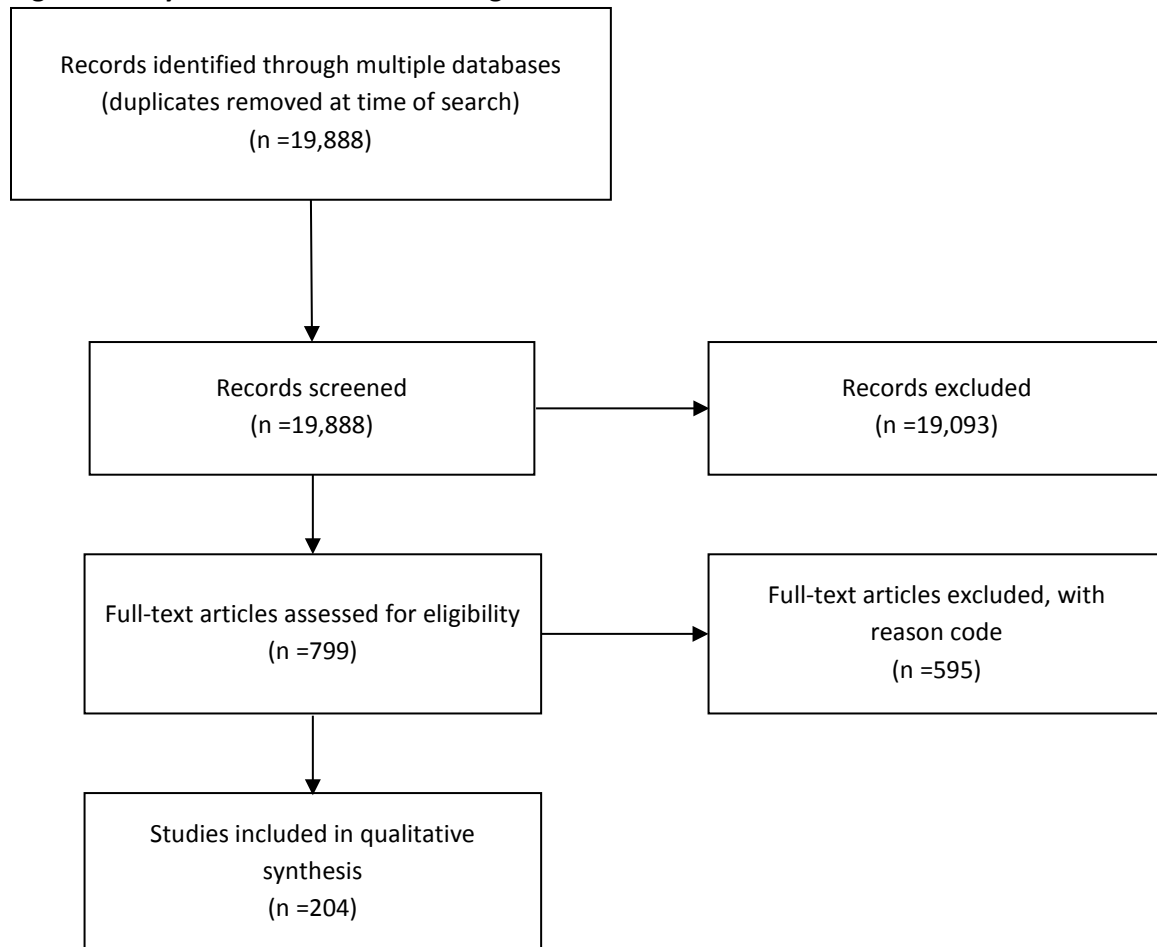 Records identified through multiple databases
(duplicates removed at time of search)
(n =19,888)
Records screened
(n =19,888)
Records excluded
(n =19,093)
Full-text articles assessed for eligibility
(n =799)
Full-text articles excluded, with
reason code
(n =595)
Studies included in qualitative
synthesis
(n =204)